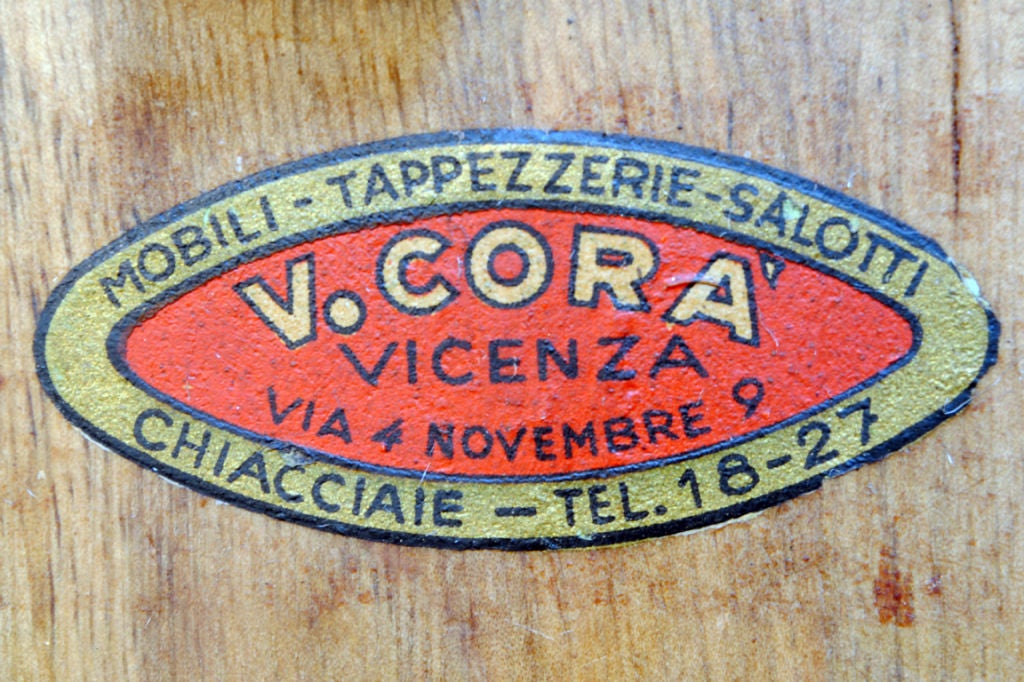 MOBILI - TAPPEZZERIE - SALOTTI
V. CORA'
VICENZA
VIA 4 NOVEMBRE 9
CHIACCIAIE - TEL. 18-27